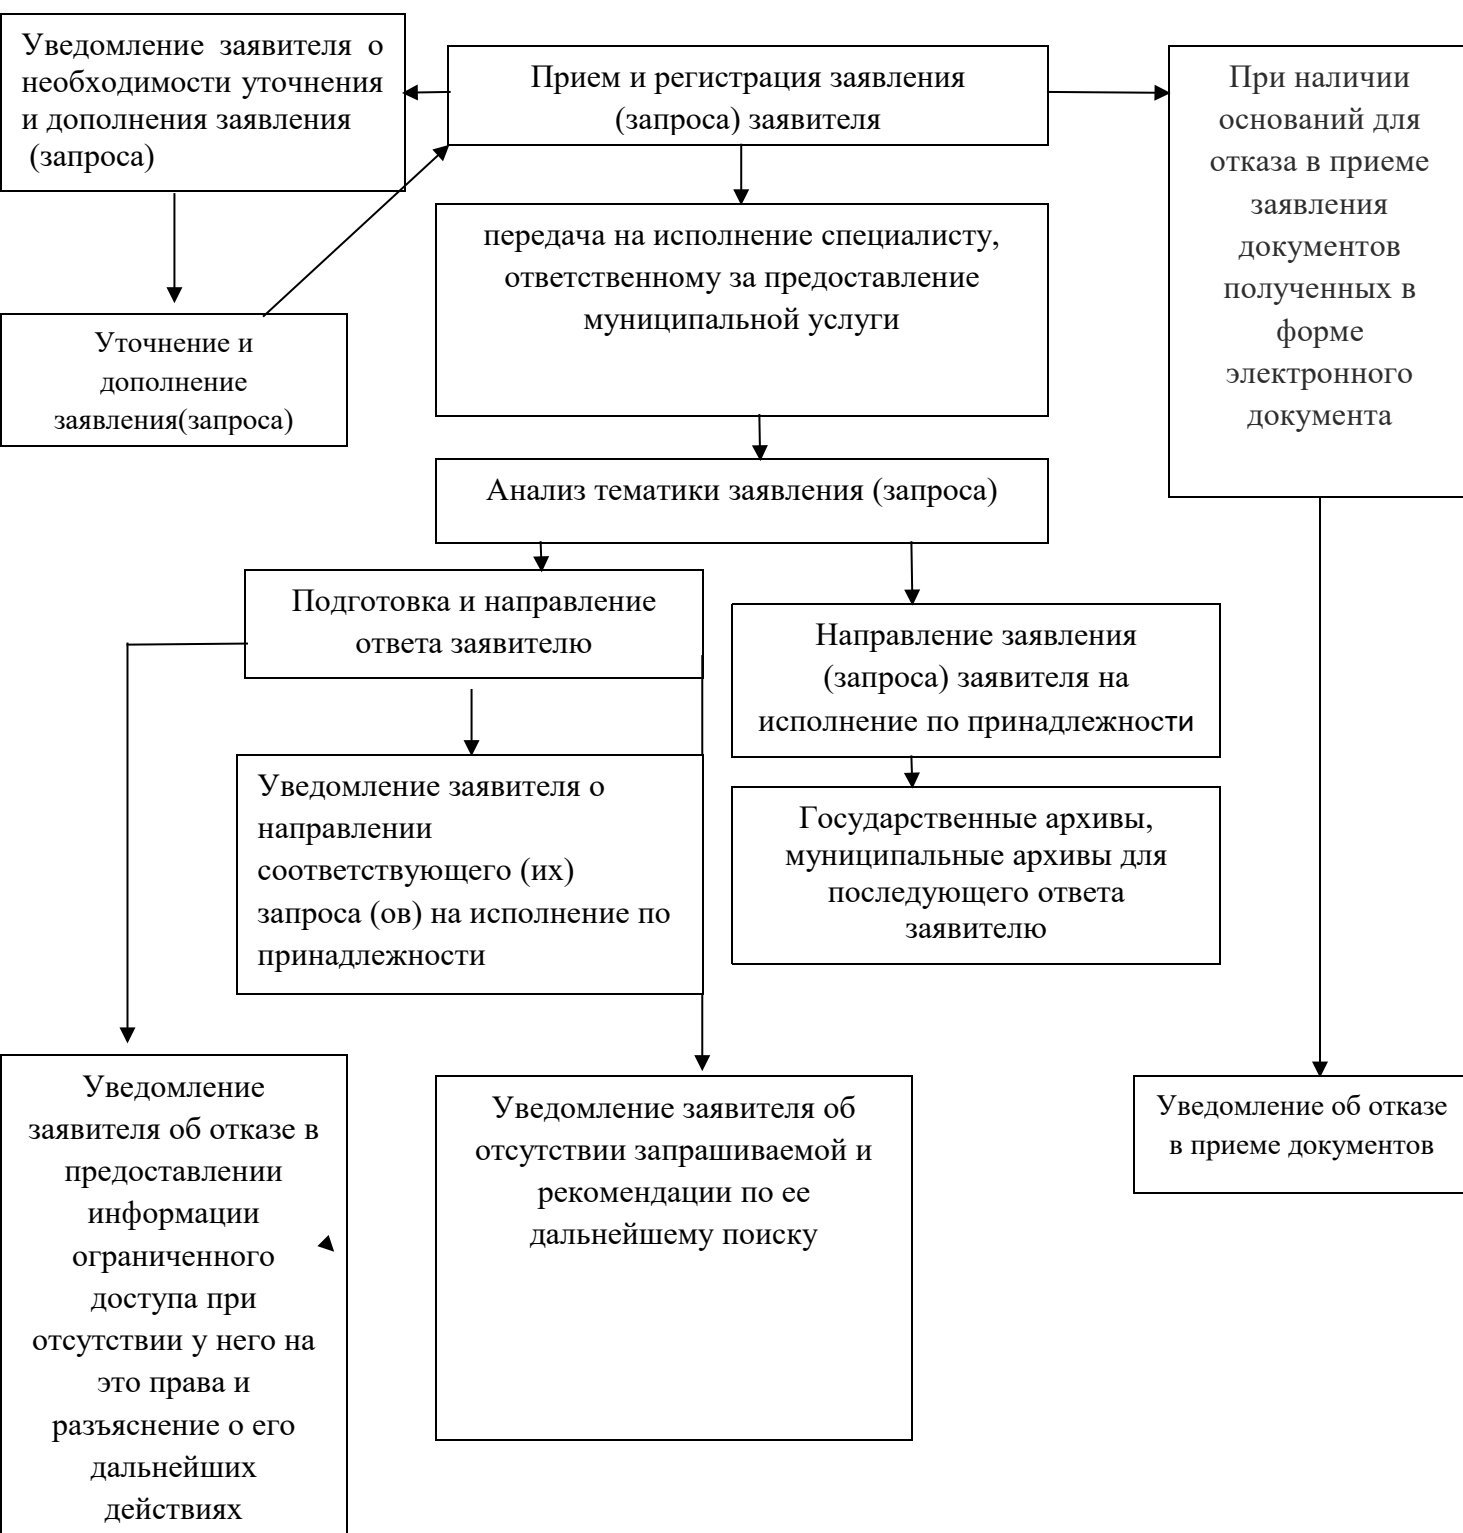 Уведомление заявителя о
необходимости уточнения
и дополнения заявления
(запроса)
Прием и регистрация заявления
(запроса) заявителя
При наличии
оснований для
отказа в приеме
заявления
документов
полученных в
форме
электронного
документа
передача на исполнение специалисту,
ответственному за предоставление
муниципальной услуги
Уточнение и
дополнение
заявления(запроса)
Анализ тематики заявления (запроса)
Подготовка и направление
ответа заявителю
Направление заявления
(запроса) заявителя на
исполнение по принадлежности
Уведомление заявителя о
направлении
соответствующего (их)
запроса (ов) на исполнение по
принадлежности
Государственные архивы,
муниципальные архивы для
последующего ответа
заявителю
Уведомление
заявителя об отказе в
предоставлении
информации
ограниченного
доступа при
отсутствии у него на
это права и
разъяснение о его
дальнейших
действиях
Уведомление заявителя об
отсутствии запрашиваемой и
рекомендации по ее
дальнейшему поиску
Уведомление об отказе
в приеме документов